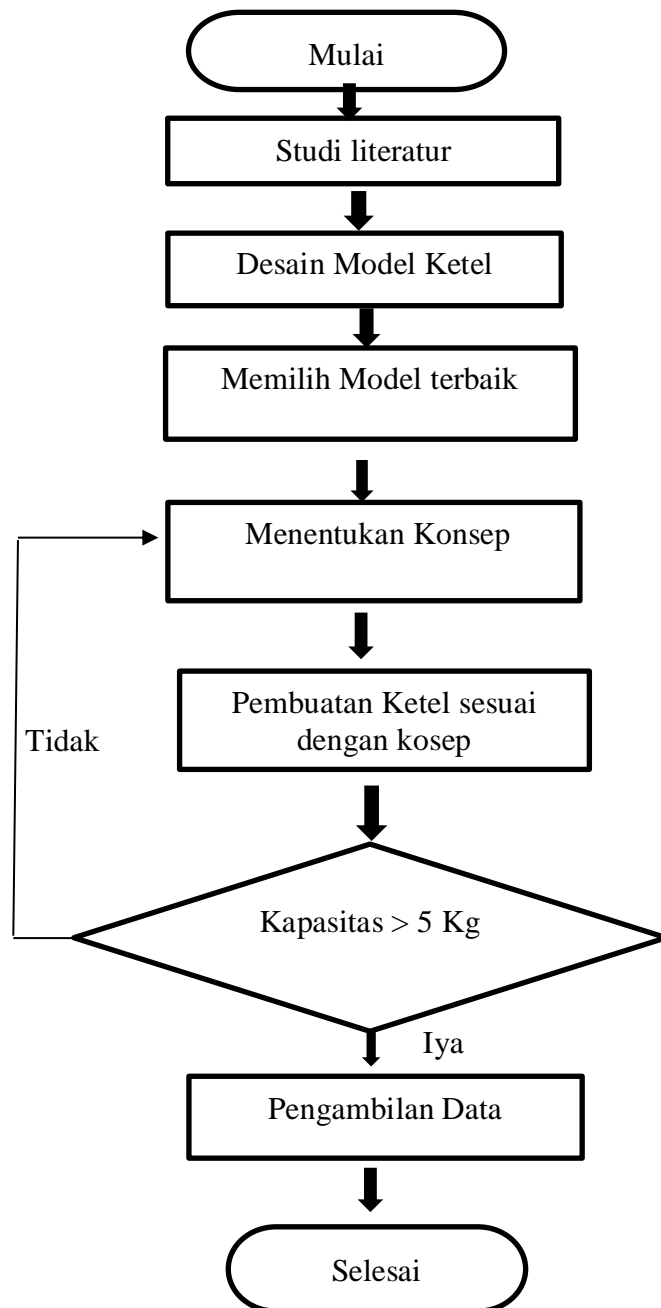 Mulai
Studi literatur
Desain Model Ketel
Memilih Model terbaik
Menentukan Konsep
Pembuatan Ketel sesuai
dengan kosep
Tidak
Kapasitas > 5 Kg
Iya
Pengambilan Data
Selesai